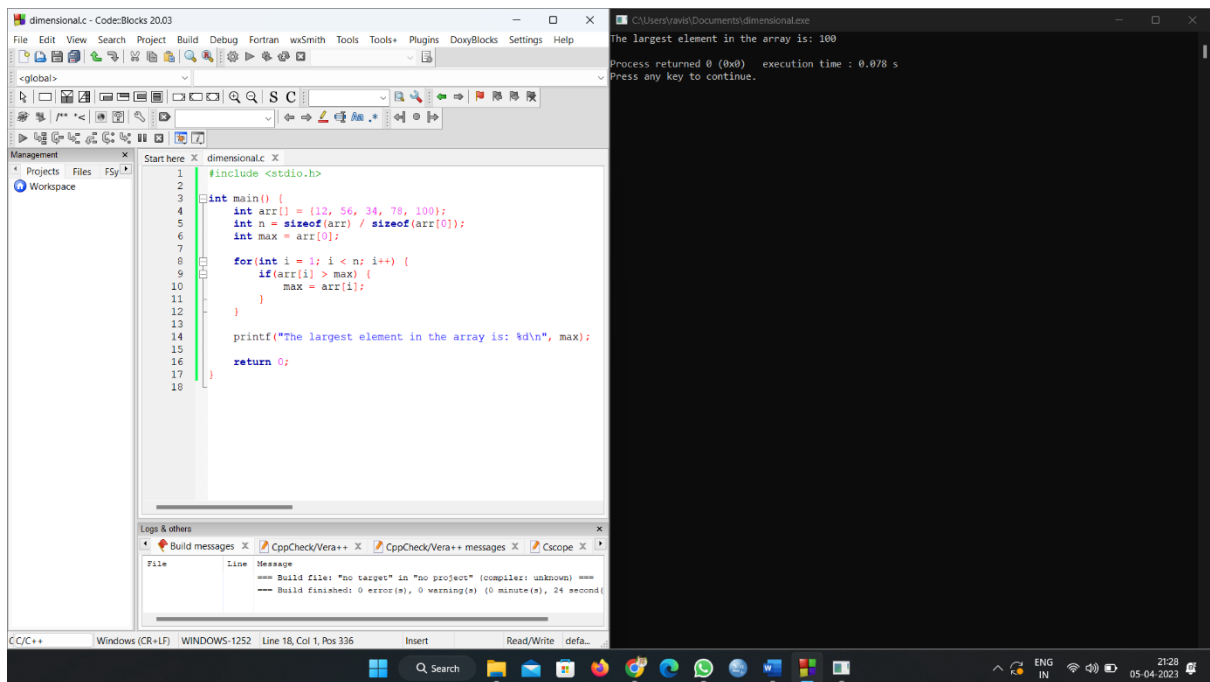 dimensional.c - Code::Blocks 20.03
File Edit View Search Project Build Debug Fortran wxSmith Tools Tools+ Plugins DoxyBlocks Settings Help
<global>
S C
/** *<
Aa .*
Management
Projects Files FSy
Workspace
Start here dimensional.c
1 #include <stdio.h>
2
3 int main() {
4 int arr[] = {12, 56, 34, 78, 100};
5 int n = sizeof(arr) / sizeof(arr[0]);
6 int max = arr[0];
7
8 for(int i = 1; i < n; i++) {
9 if(arr[i] > max) {
10 max = arr[i];
11 }
12 }
13
14 printf("The largest element in the array is: %d\n", max);
15
16 return 0;
17 }
18
Logs & others
Build messages CppCheck/Vera++ CppCheck/Vera++ messages Cscope
File Line Message
=== Build file: "no target" in "no project" (compiler: unknown) ===
=== Build finished: 0 error(s), 0 warning(s) (0 minute(s), 24 second(
C/C++ Windows (CR+LF) WINDOWS-1252 Line 18, Col 1, Pos 336 Insert Read/Write defa...
C:\Users\ravis\Documents\dimensional.exe
The largest element in the array is: 100
Process returned 0 (0x0) execution time : 0.078 s
Press any key to continue.
Search
ENG
IN
21:28
05-04-2023